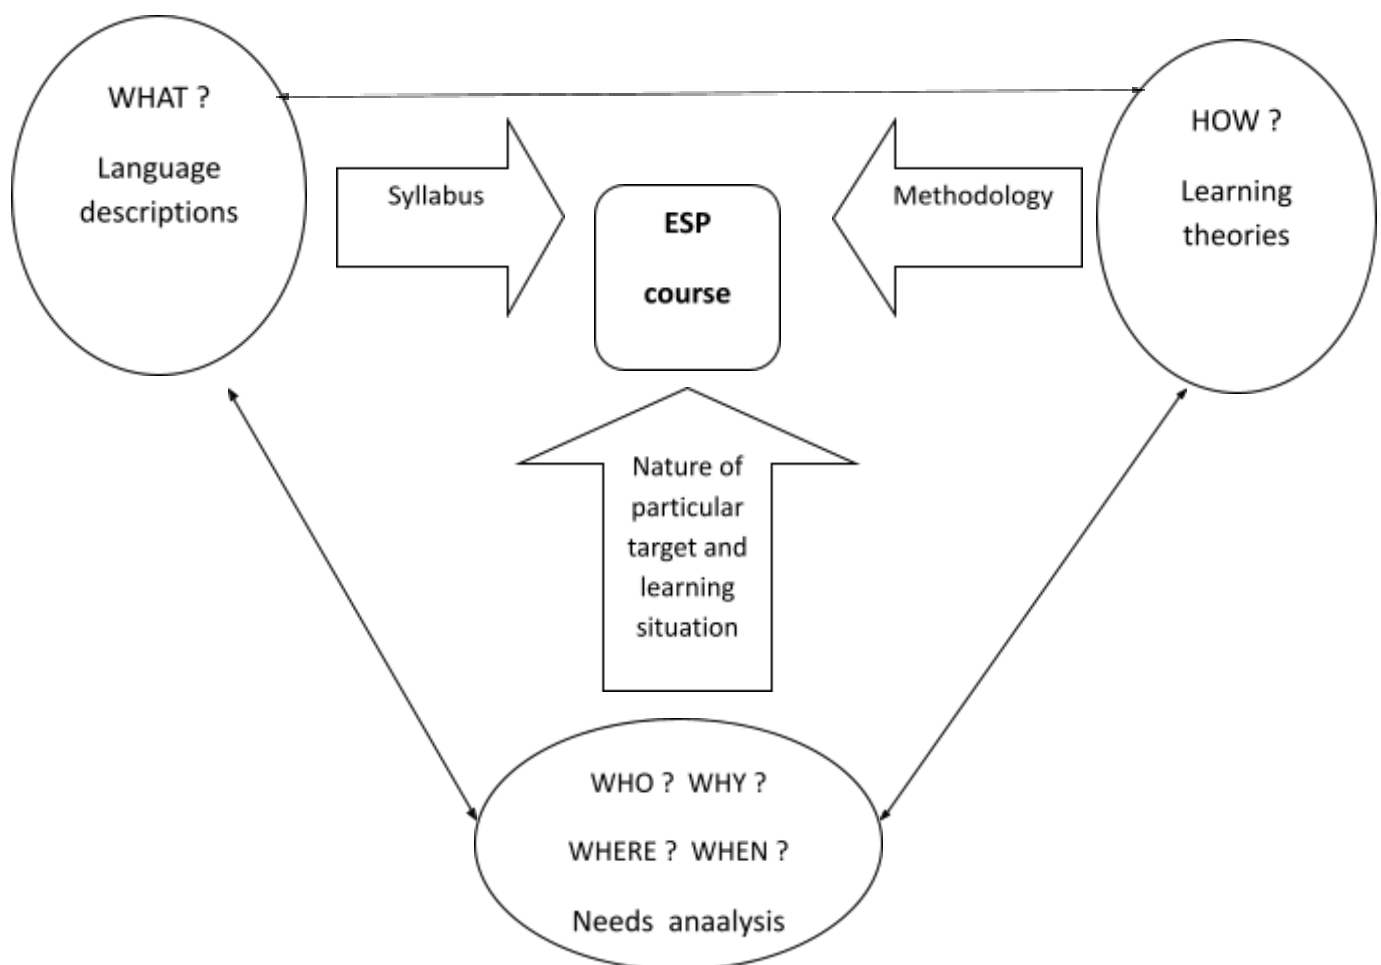 WHAT ?
Language
descriptions
Syllabus
ESP
course
Methodology
HOW ?
Learning
theories
Nature of
particular
target and
learning
situation
WHO ?  WHY ?
WHERE ?  WHEN ?
Needs  anaalysis